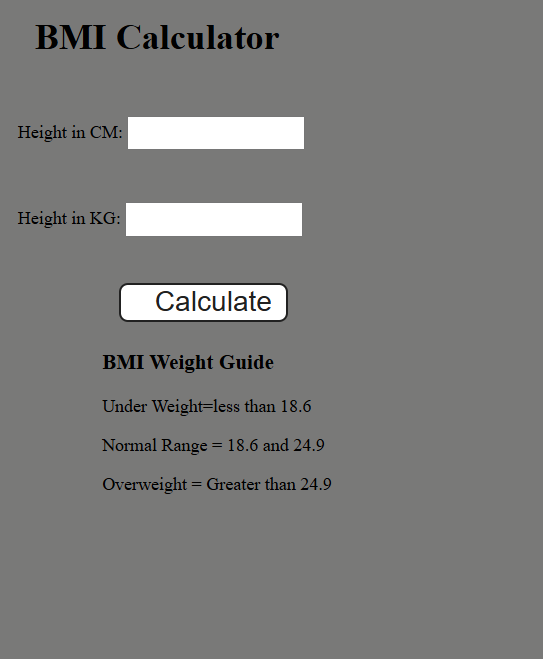 BMI Calculator
Height in CM:
Height in KG:
Calculate
BMI Weight Guide
Under Weight=less than 18.6
Normal Range = 18.6 and 24.9
Overweight = Greater than 24.9